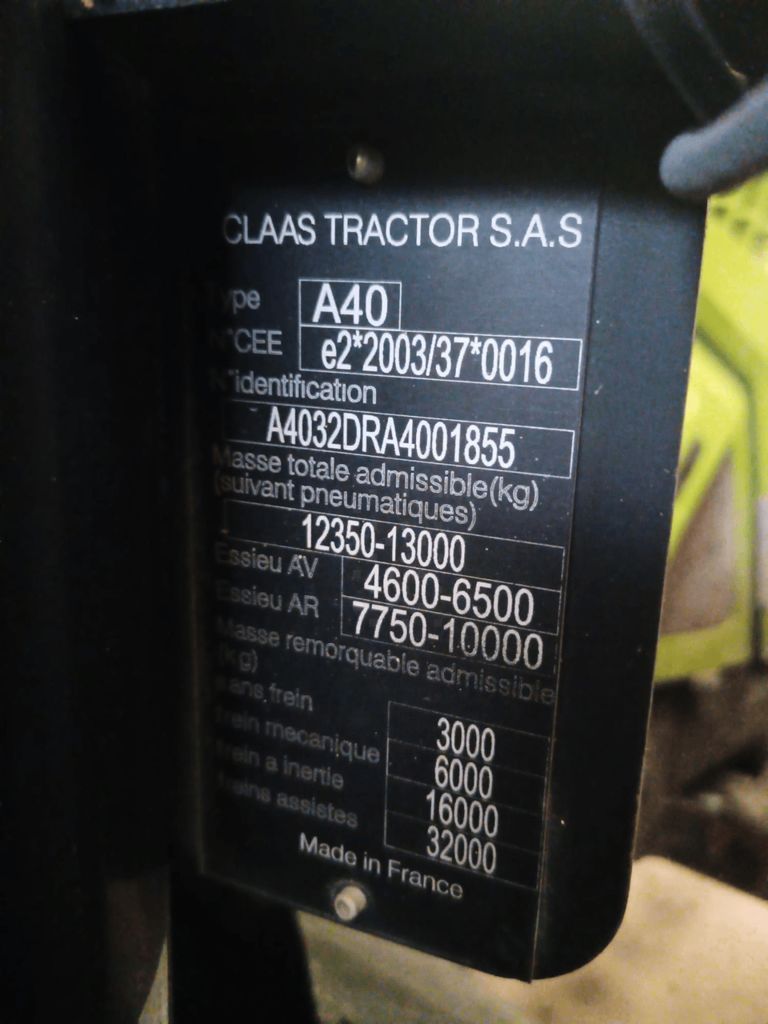 CLAAS TRACTOR S.A.S
Type A40
N°CEE e2*2003/37*0016
N°identification
A4032DRA4001855
Masse totale admissible(kg)
(suivant pneumatiques)
12350-13000
Essieu AV 4600-6500
Essieu AR 7750-10000
Masse remorquable admissible
(kg)
sans frein 3000
frein mecanique 6000
frein a inertie 16000
freins assistes 32000
Made in France